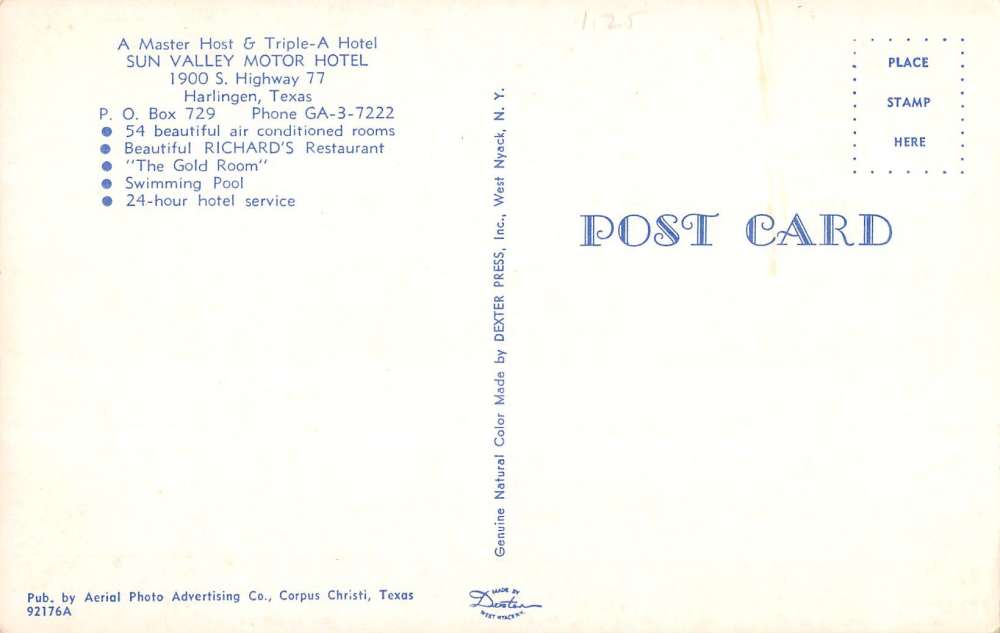 1.25
A Master Host & Triple-A Hotel
SUN VALLEY MOTOR HOTEL
1900 S. Highway 77
Harlingen, Texas
P. O. Box 729 Phone GA-3-7222
● 54 beautiful air conditioned rooms
● Beautiful RICHARD'S Restaurant
● "The Gold Room"
● Swimming Pool
● 24-hour hotel service
Pub. by Aerial Photo Advertising Co., Corpus Christi, Texas
92176A
Genuine Natural Color Made by DEXTER PRESS, Inc., West Nyack, N. Y.
MADE BY
Dexter
WEST NYACK N.Y.
PLACE
STAMP
HERE
POST CARD